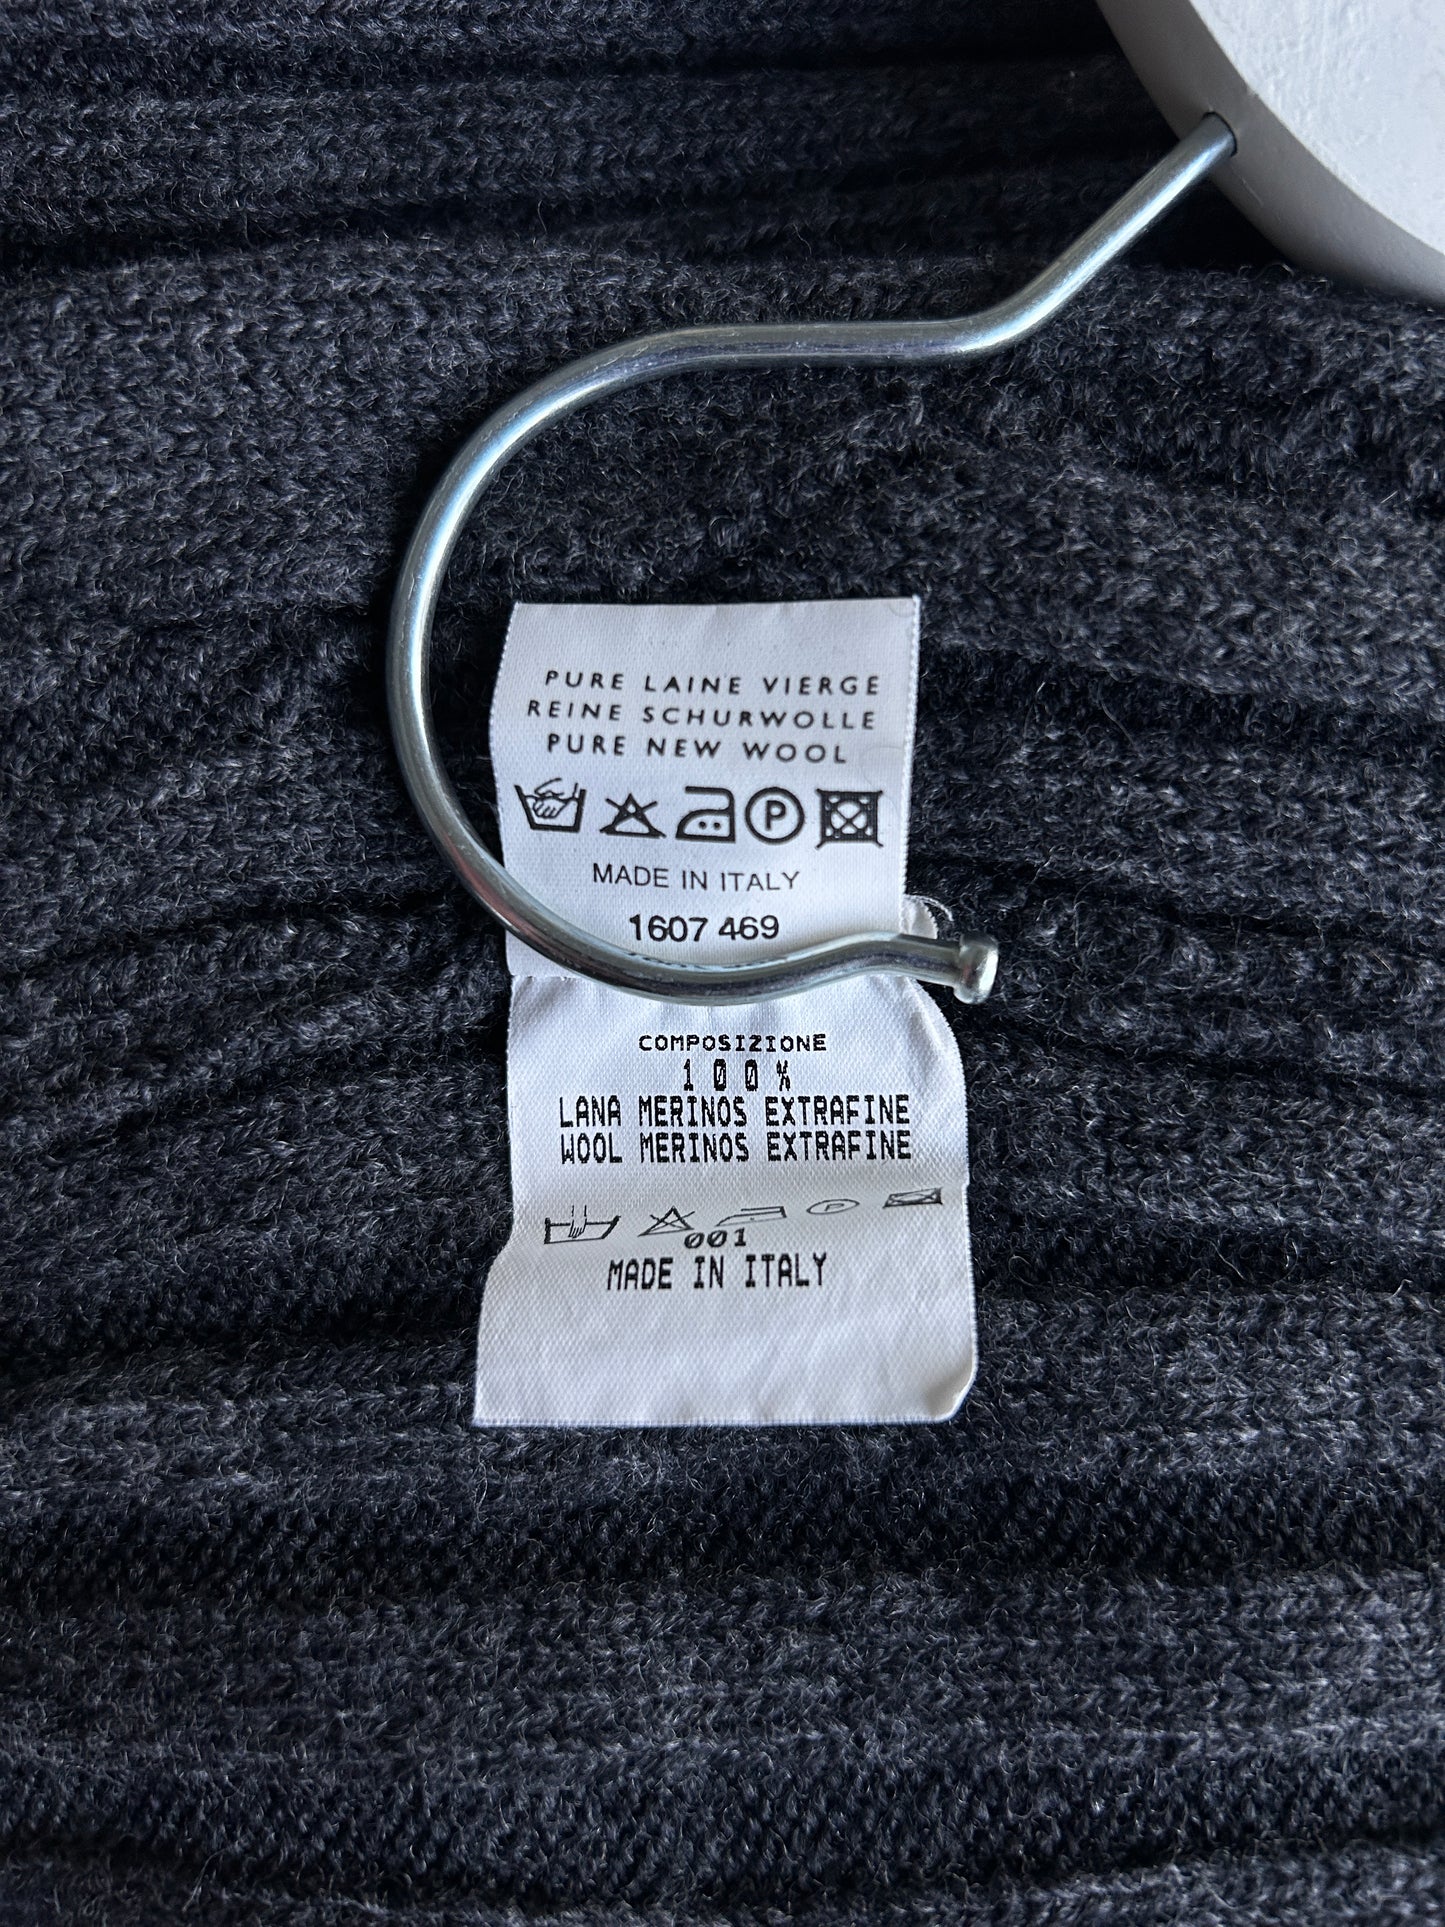 PURE LAINE VIERGE
REINE SCHURWOLLE
PURE NEW WOOL
P
MADE IN ITALY
1607 469
COMPOSIZIONE
100%
LANA MERINOS EXTRAFINE
WOOL MERINOS EXTRAFINE
P
001
MADE IN ITALY